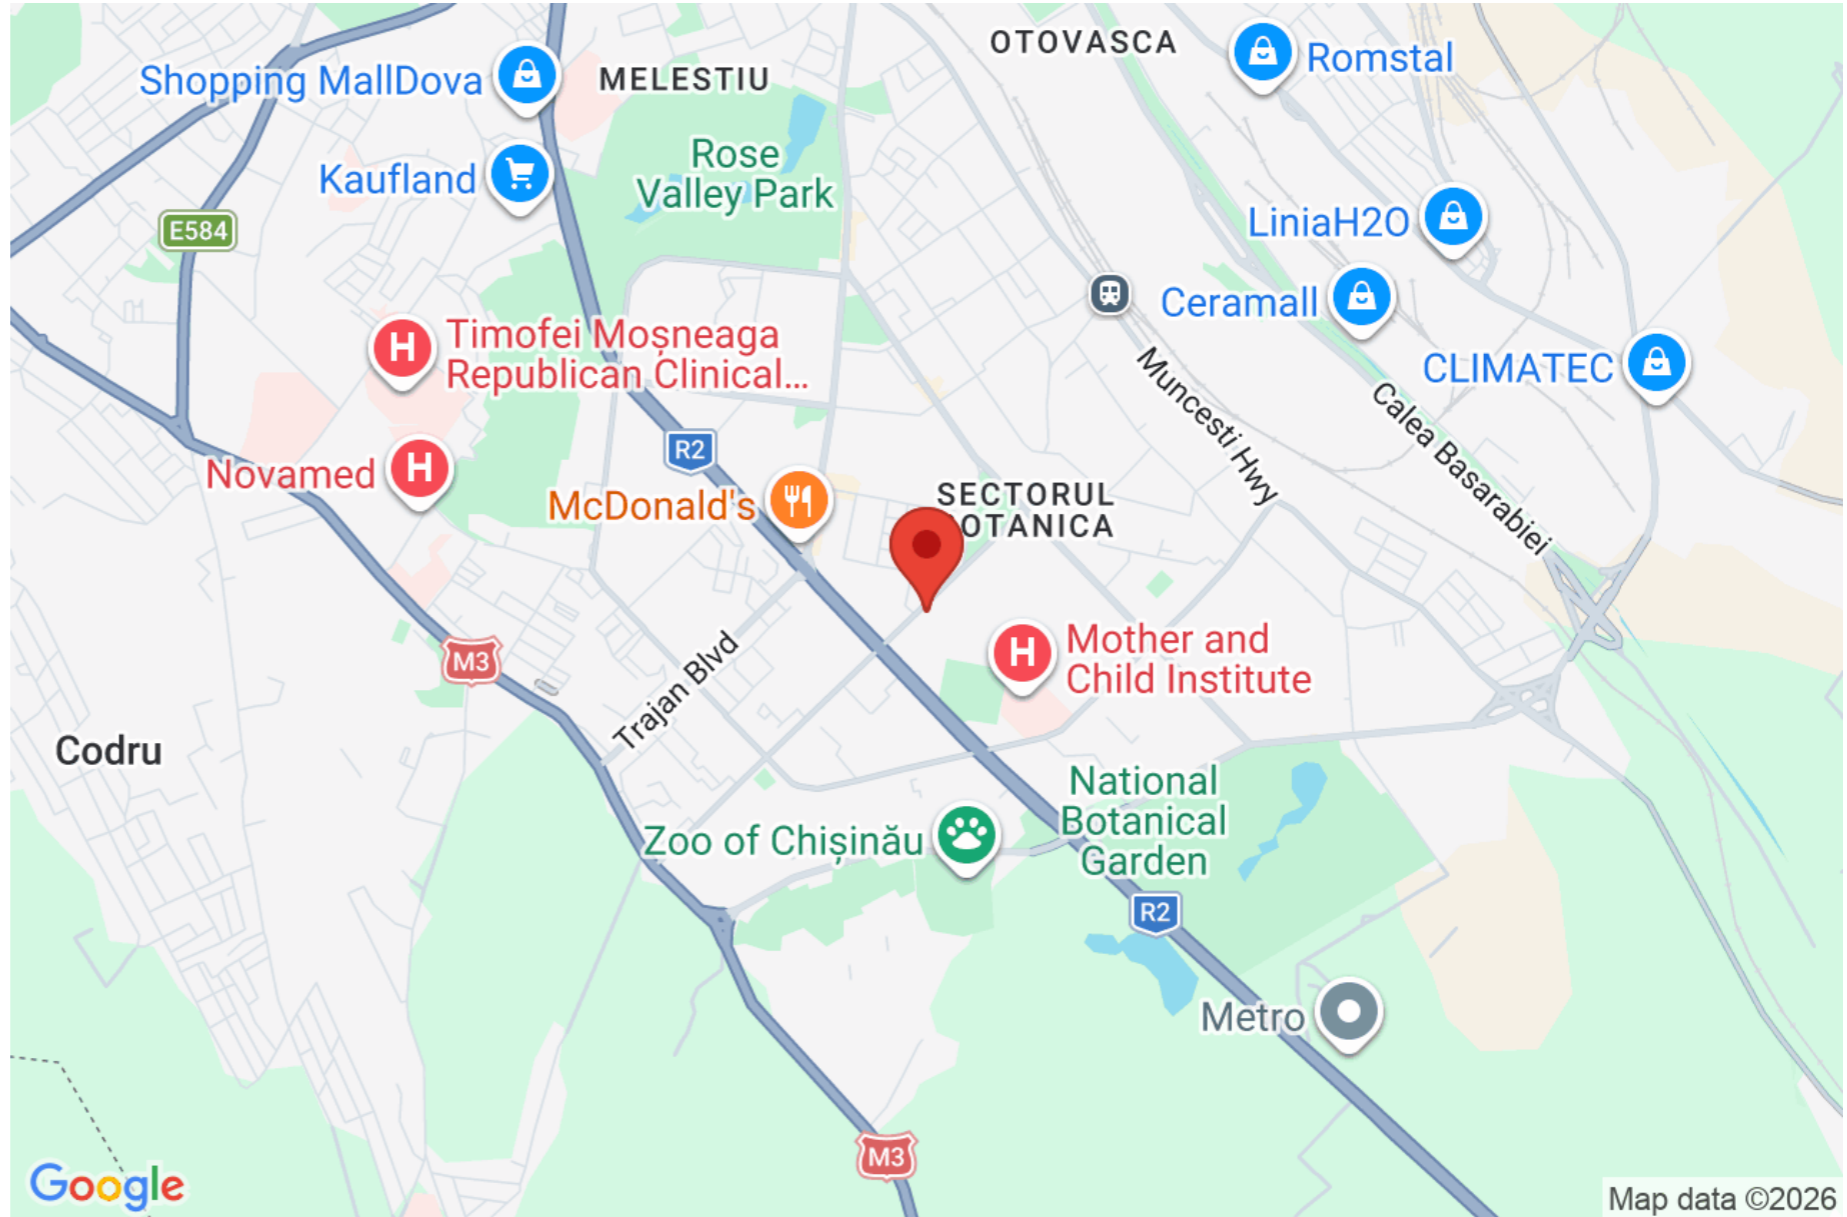 OTOVASCA
Romstal
Shopping MallDova
MELESTIU
Rose
Valley Park
Kaufland
E584
LiniaH2O
Ceramall
Timofei Moșneaga
Republican Clinical...
CLIMATEC
Muncesti Hwy
Calea Basarabiei
R2
Novamed
McDonald's
SECTORUL
OTANICA
Mother and
Child Institute
M3
Trajan Blvd
Codru
National
Botanical
Garden
Zoo of Chișinău
R2
Metro
M3
Google
Map data ©2026